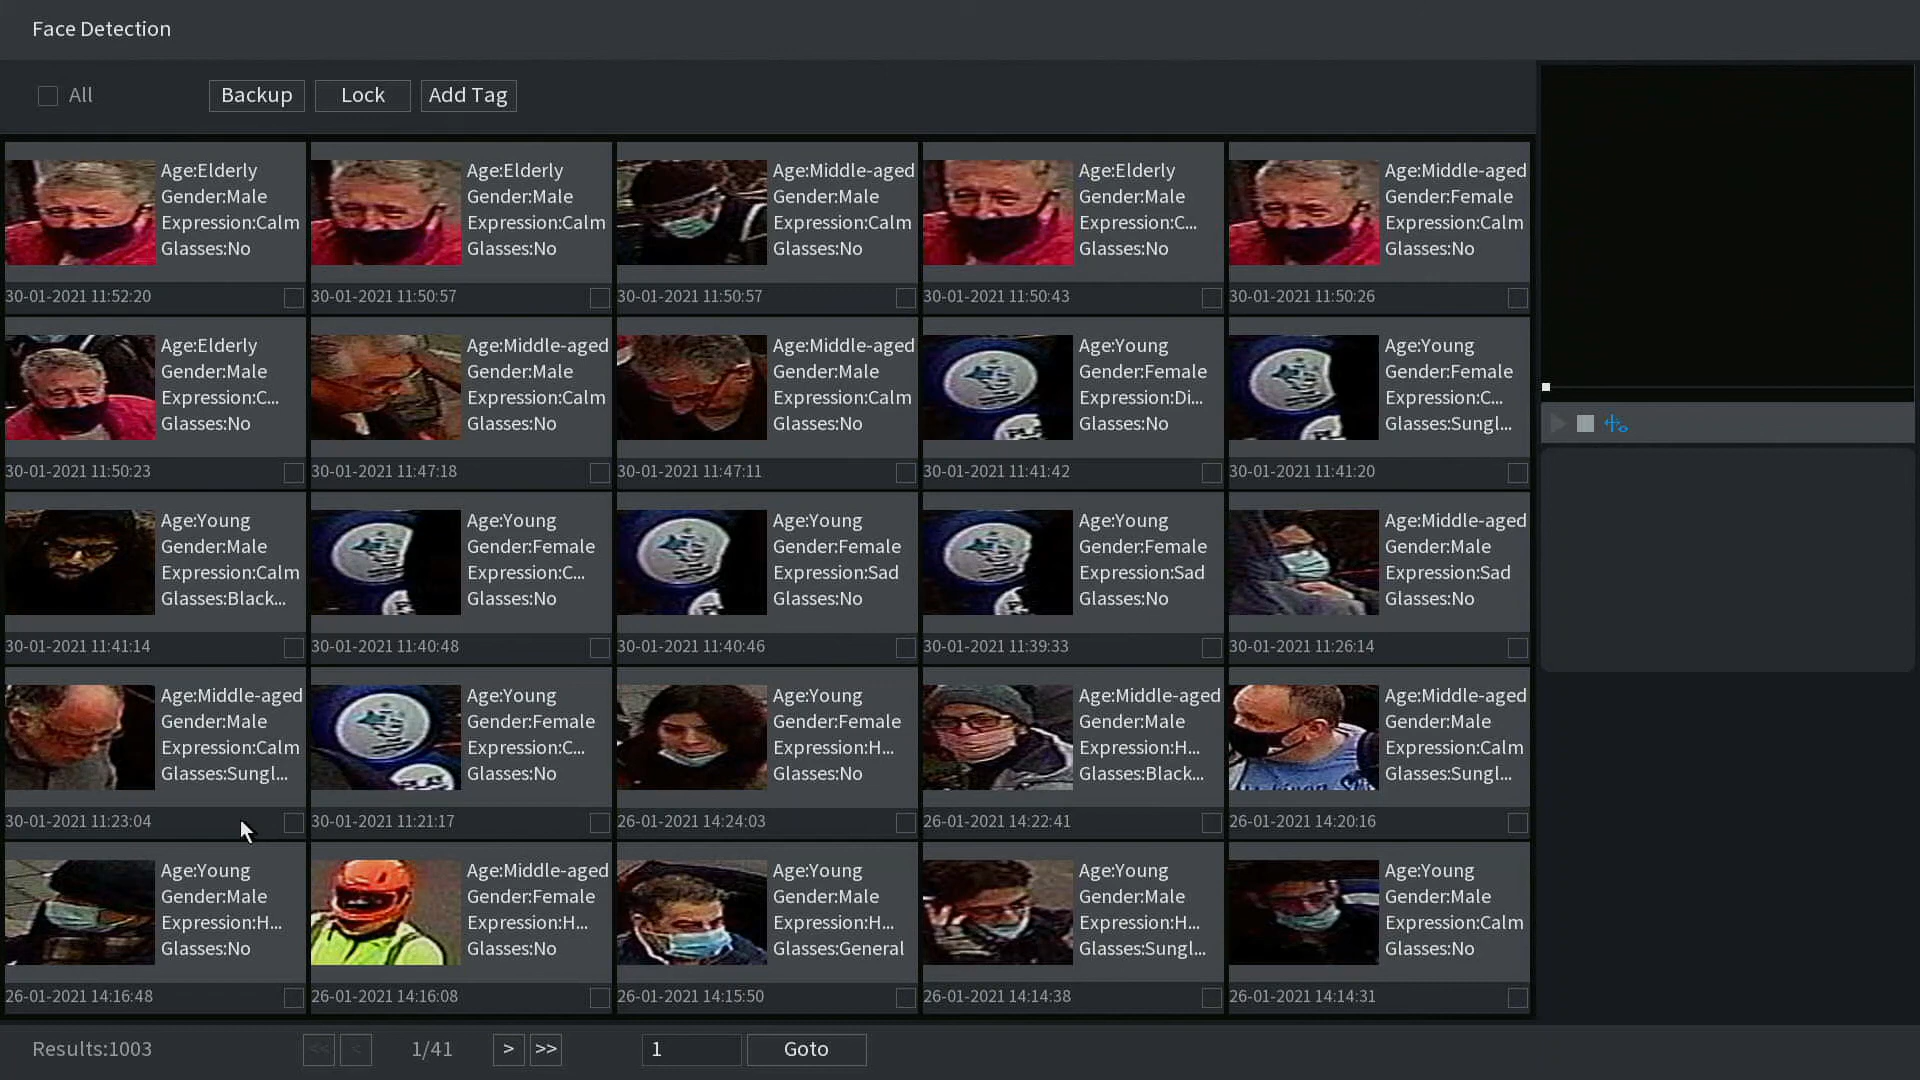 Face Detection
All
Backup
Lock
Add Tag
Age:Elderly
Gender:Male
Expression:Calm
Glasses:No
30-01-2021 11:52:20
Age:Elderly
Gender:Male
Expression:Calm
Glasses:No
30-01-2021 11:50:57
Age:Middle-aged
Gender:Male
Expression:Calm
Glasses:No
30-01-2021 11:50:57
Age:Elderly
Gender:Male
Expression:C...
Glasses:No
30-01-2021 11:50:43
Age:Middle-aged
Gender:Female
Expression:Calm
Glasses:No
30-01-2021 11:50:26
Age:Elderly
Gender:Male
Expression:C...
Glasses:No
30-01-2021 11:50:23
Age:Middle-aged
Gender:Male
Expression:Calm
Glasses:No
30-01-2021 11:47:18
Age:Middle-aged
Gender:Male
Expression:Calm
Glasses:No
30-01-2021 11:47:11
Age:Young
Gender:Female
Expression:Di...
Glasses:No
30-01-2021 11:41:42
Age:Young
Gender:Female
Expression:C...
Glasses:Sungl...
30-01-2021 11:41:20
Age:Young
Gender:Male
Expression:Calm
Glasses:Black...
30-01-2021 11:41:14
Age:Young
Gender:Female
Expression:C...
Glasses:No
30-01-2021 11:40:48
Age:Young
Gender:Female
Expression:Sad
Glasses:No
30-01-2021 11:40:46
Age:Young
Gender:Female
Expression:Sad
Glasses:No
30-01-2021 11:39:33
Age:Middle-aged
Gender:Male
Expression:Sad
Glasses:No
30-01-2021 11:26:14
Age:Middle-aged
Gender:Male
Expression:Calm
Glasses:Sungl...
30-01-2021 11:23:04
Age:Young
Gender:Female
Expression:C...
Glasses:No
30-01-2021 11:21:17
Age:Young
Gender:Female
Expression:H...
Glasses:No
26-01-2021 14:24:03
Age:Middle-aged
Gender:Male
Expression:H...
Glasses:Black...
26-01-2021 14:22:41
Age:Middle-aged
Gender:Male
Expression:Calm
Glasses:Sungl...
26-01-2021 14:20:16
Age:Young
Gender:Male
Expression:H...
Glasses:No
26-01-2021 14:16:48
Age:Middle-aged
Gender:Female
Expression:H...
Glasses:No
26-01-2021 14:16:08
Age:Young
Gender:Male
Expression:H...
Glasses:General
26-01-2021 14:15:50
Age:Young
Gender:Male
Expression:H...
Glasses:Sungl...
26-01-2021 14:14:38
Age:Young
Gender:Male
Expression:Calm
Glasses:No
26-01-2021 14:14:31
Results:1003
<< < 1/41 > >>
1
Goto